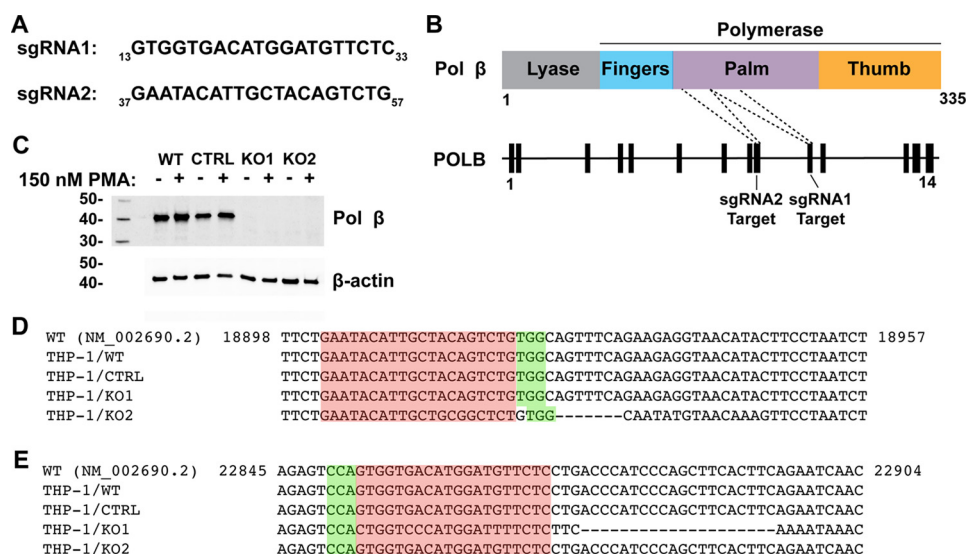 A
sgRNA1: 13GTGGTGACATGGATGTTCTC33
sgRNA2: 37GAATACATTGCTACAGTCTG57
B
Polymerase
Pol β Lyase Fingers Palm Thumb
1 335
POLB
1 14
sgRNA2 Target
sgRNA1 Target
C
WT CTRL KO1 KO2
150 nM PMA: - + - + - + - +
50-
40-
30-
Pol β
50-
40-
β-actin
D
WT (NM_002690.2) 18898 TTCTGAATACATTGCTACAGTCTGTGGCAGTTTCAGAAGAGGTAACATACTTCCTAATCT 18957
THP-1/WT TTCTGAATACATTGCTACAGTCTGTGGCAGTTTCAGAAGAGGTAACATACTTCCTAATCT
THP-1/CTRL TTCTGAATACATTGCTACAGTCTGTGGCAGTTTCAGAAGAGGTAACATACTTCCTAATCT
THP-1/KO1 TTCTGAATACATTGCTACAGTCTGTGGCAGTTTCAGAAGAGGTAACATACTTCCTAATCT
THP-1/KO2 TTCTGAATACATTGCTGCGGCTCTGTGG-------CAATATGTAACAAAGTTCCTAATCT
E
WT (NM_002690.2) 22845 AGAGTCCAGTGGTGACATGGATGTTCTCCTGACCCATCCCAGCTTCACTTCAGAATCAAC 22904
THP-1/WT AGAGTCCAGTGGTGACATGGATGTTCTCCTGACCCATCCCAGCTTCACTTCAGAATCAAC
THP-1/CTRL AGAGTCCAGTGGTGACATGGATGTTCTCCTGACCCATCCCAGCTTCACTTCAGAATCAAC
THP-1/KO1 AGAGTCCACTGGTCCCATGGATTTTCTCTTC--------------------AAAATAAAC
THP-1/KO2 AGAGTCCAGTGGTGACATGGATGTTCTCCTGACCCATCCCAGCTTCACTTCAGAATCAAC